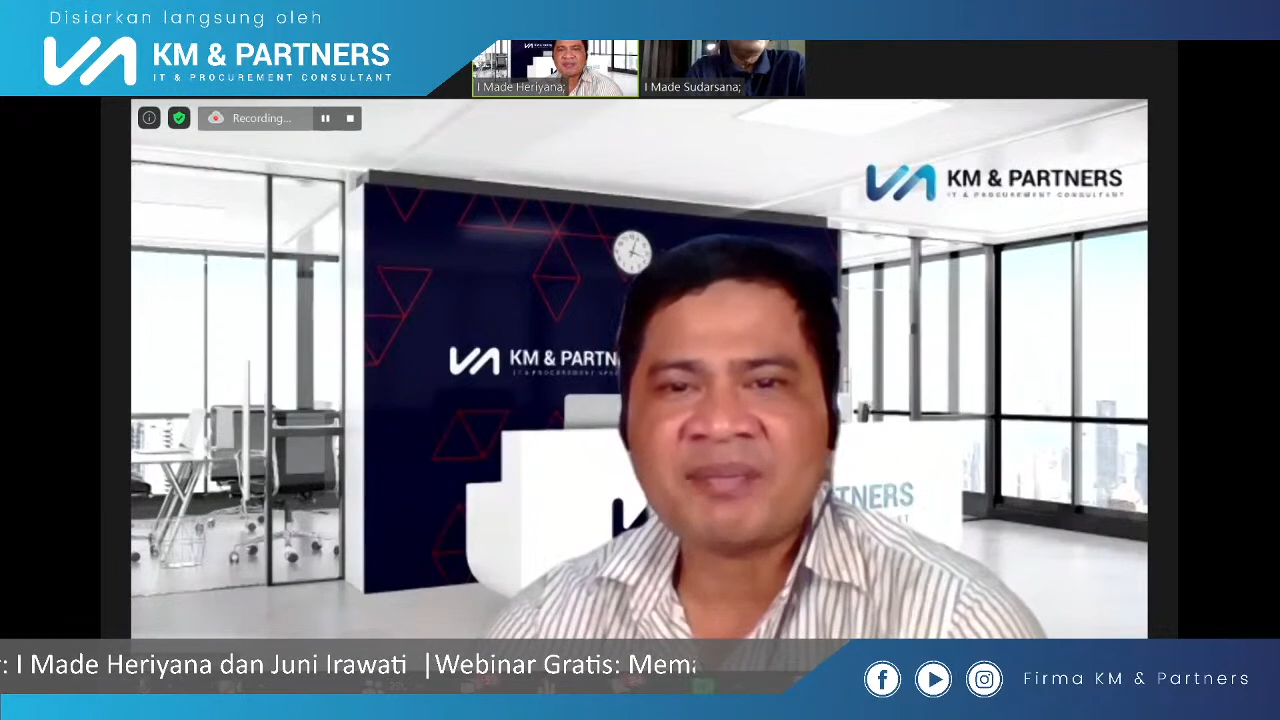 Disiarkan langsung oleh
KM & PARTNERS
IT & PROCUREMENT CONSULTANT
I Made Heriyana;
I Made Sudarsana;
Recording...
KM & PARTNERS
IT & PROCUREMENT CONSULTANT
KM & PARTN
TNERS
: I Made Heriyana dan Juni Irawati |Webinar Gratis: Mem
Firma KM & Partners